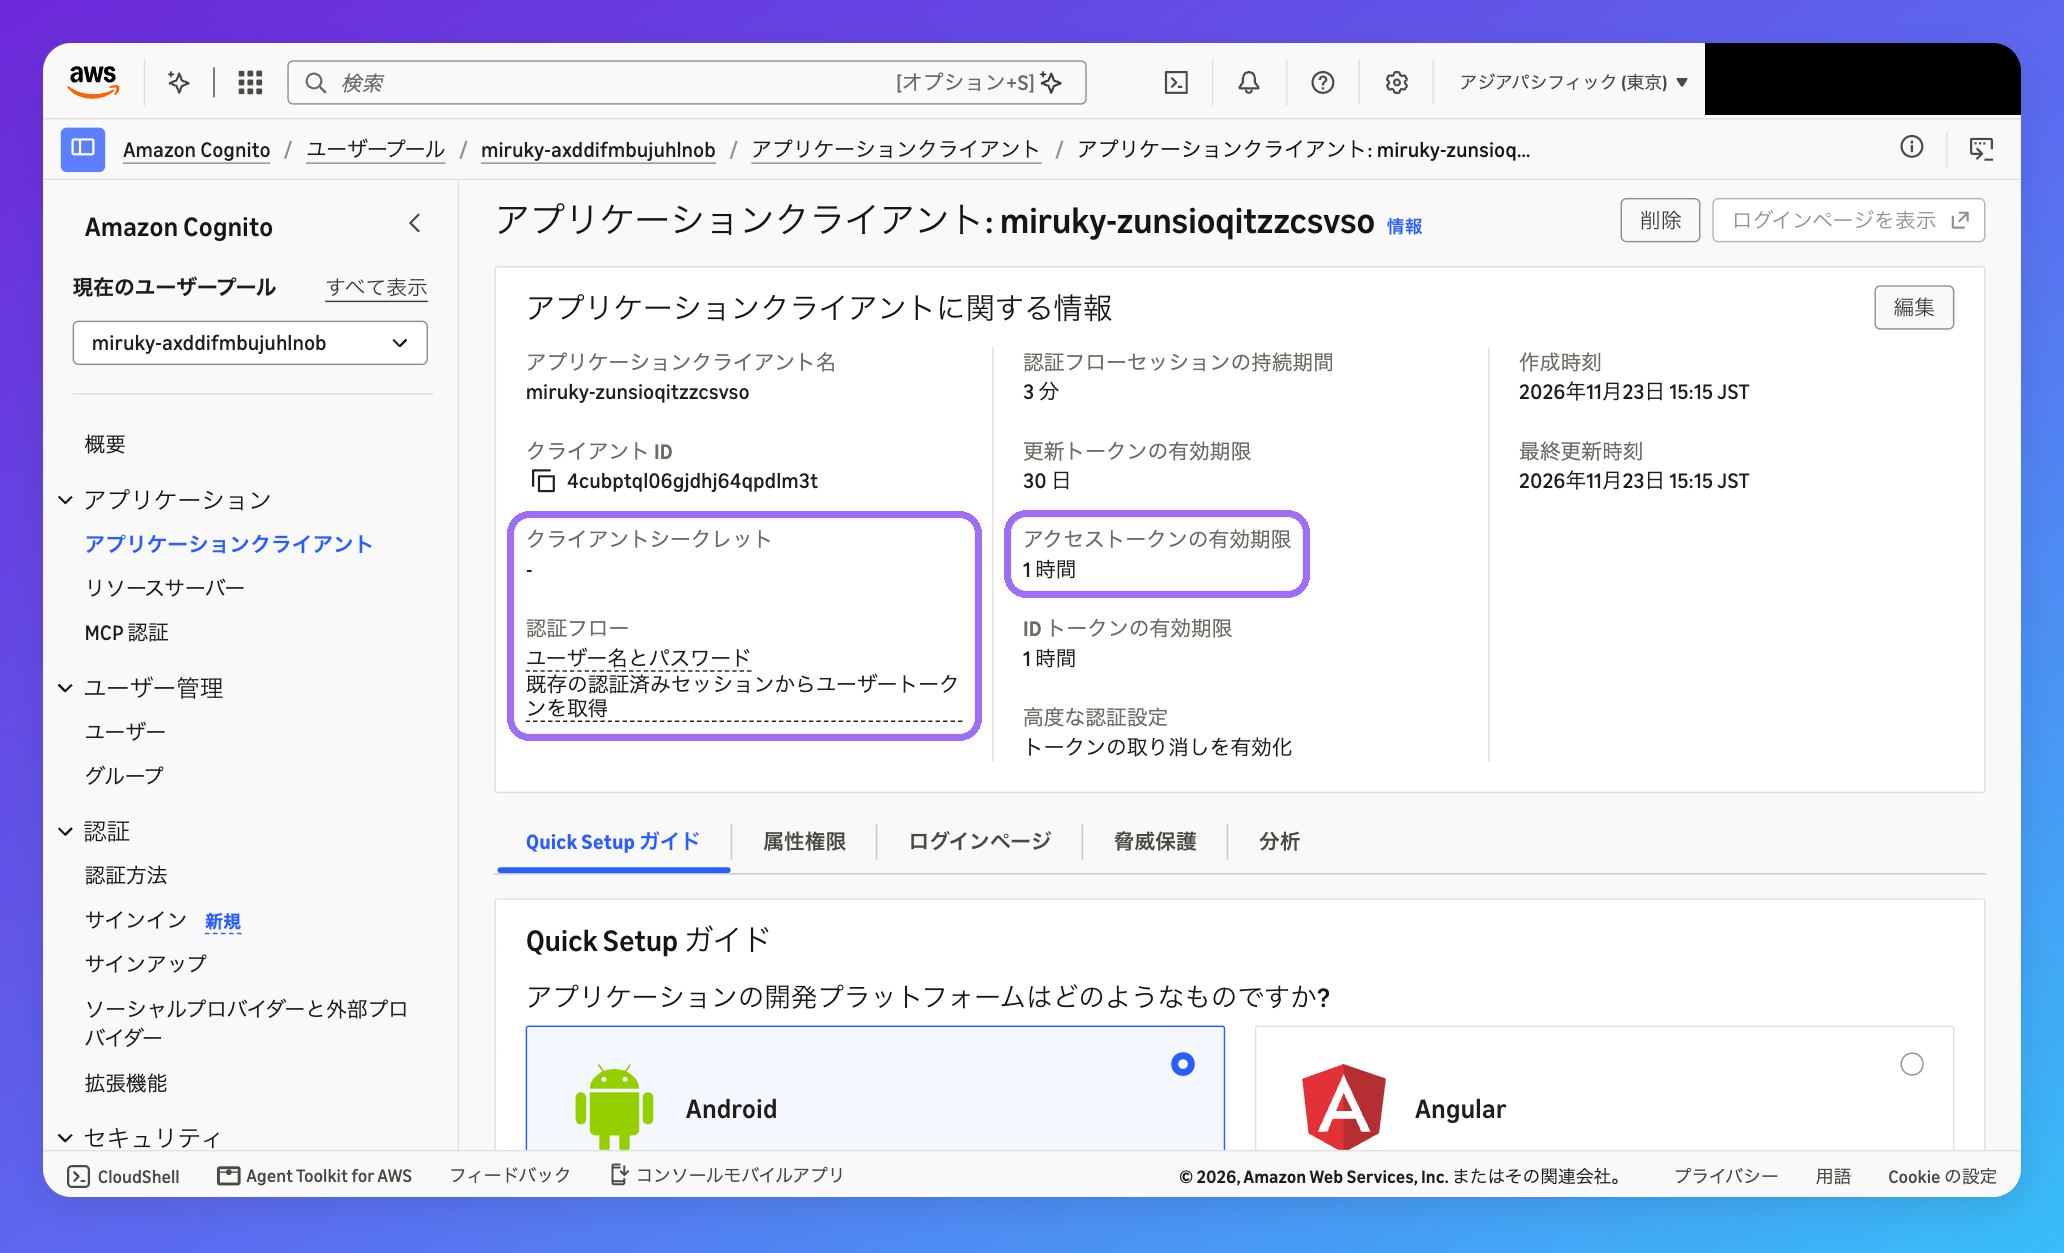 aws
検索 [オプション+S]
アジアパシフィック (東京) ▼
Amazon Cognito / ユーザープール / miruky-axddifmbujuhlnob / アプリケーションクライアント / アプリケーションクライアント: miruky-zunsioq...
Amazon Cognito
現在のユーザープール すべて表示
miruky-axddifmbujuhlnob
概要
アプリケーション
アプリケーションクライアント
リソースサーバー
MCP 認証
ユーザー管理
ユーザー
グループ
認証
認証方法
サインイン 新規
サインアップ
ソーシャルプロバイダーと外部プロ
バイダー
拡張機能
セキュリティ
アプリケーションクライアント: miruky-zunsioqitzzcsvso 情報
削除
ログインページを表示
アプリケーションクライアントに関する情報
編集
アプリケーションクライアント名
miruky-zunsioqitzzcsvso
クライアント ID
4cubptql06gjdhj64qpdlm3t
クライアントシークレット
-
認証フロー
ユーザー名とパスワード
既存の認証済みセッションからユーザートーク
ンを取得
認証フローセッションの持続期間
3 分
更新トークンの有効期限
30 日
アクセストークンの有効期限
1 時間
ID トークンの有効期限
1 時間
高度な認証設定
トークンの取り消しを有効化
作成時刻
2026年11月23日 15:15 JST
最終更新時刻
2026年11月23日 15:15 JST
Quick Setup ガイド
属性権限
ログインページ
脅威保護
分析
Quick Setup ガイド
アプリケーションの開発プラットフォームはどのようなものですか?
Android
Angular
CloudShell
Agent Toolkit for AWS
フィードバック
コンソールモバイルアプリ
© 2026, Amazon Web Services, Inc. またはその関連会社。
プライバシー
用語
Cookie の設定